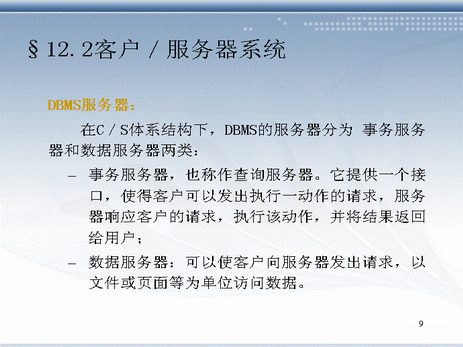 §12.2客户／服务器系统
DBMS服务器：
在C／S体系结构下，DBMS的服务器分为 事务服务
器和数据服务器两类：
– 事务服务器，也称作查询服务器。它提供一个接
口，使得客户可以发出执行一动作的请求，服务
器响应客户的请求，执行该动作，并将结果返回
给用户；
– 数据服务器：可以使客户向服务器发出请求，以
文件或页面等为单位访问数据。
9